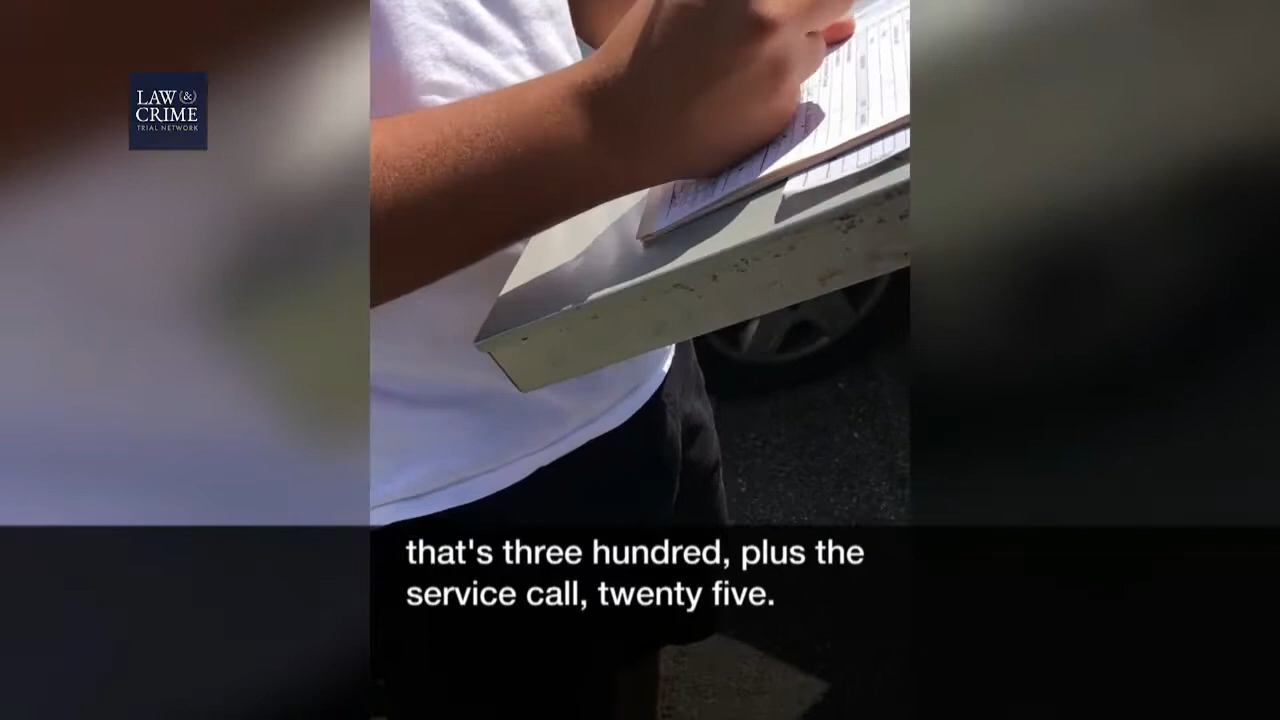 LAW &
CRIME
TRIAL NETWORK
that's three hundred, plus the
service call, twenty five.